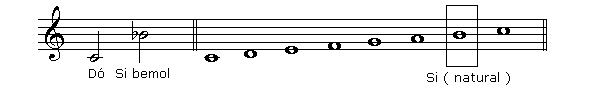 Dó Si bemol
Si ( natural )